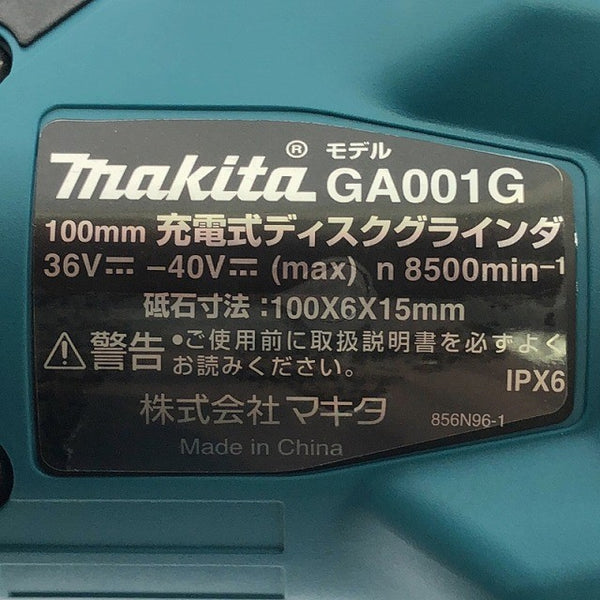 makita® モデル GA001G
100mm 充電式ディスクグラインダ
36V⎓ -40V⎓ (max) n 8500min⁻¹
砥石寸法:100X6X15mm
⚠警告 •ご使用前に取扱説明書を必ずよく
お読みください。
IPX6
株式会社 マキタ 856N96-1
Made in China